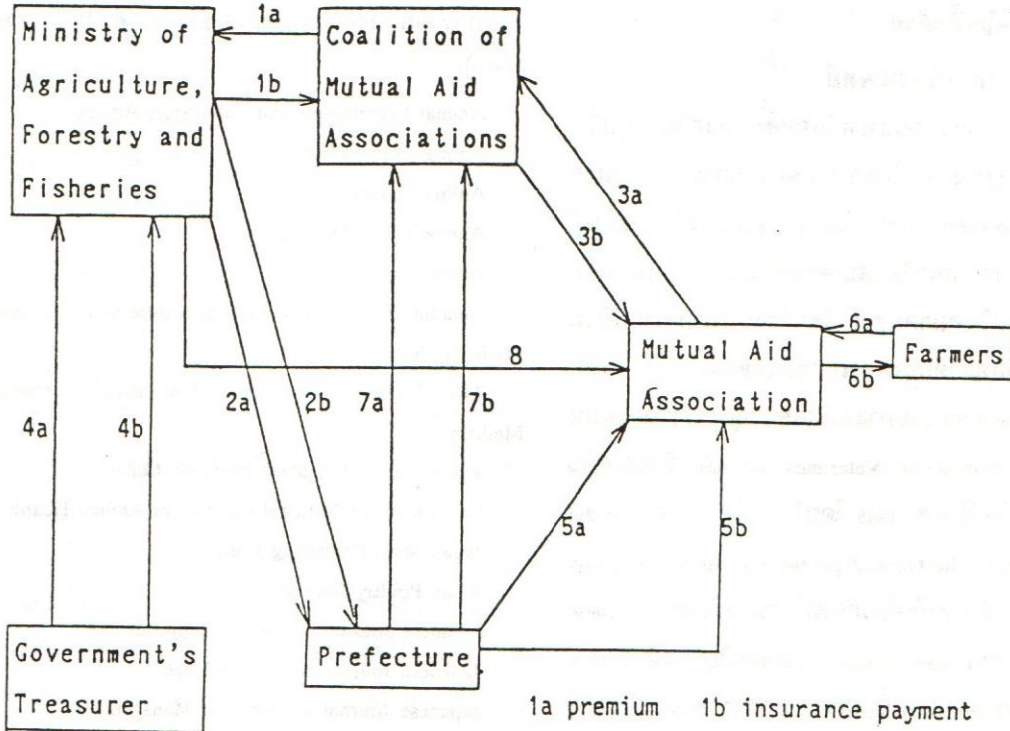 Ministry of
Agriculture,
Forestry and
Fisheries
1a
1b
Coalition of
Mutual Aid
Associations
3a
3b
Mutual Aid
Association
6a
6b
Farmers
8
2a
2b
7a
7b
4a
4b
5a
5b
Government's
Treasurer
Prefecture
1a premium 1b insurance payment